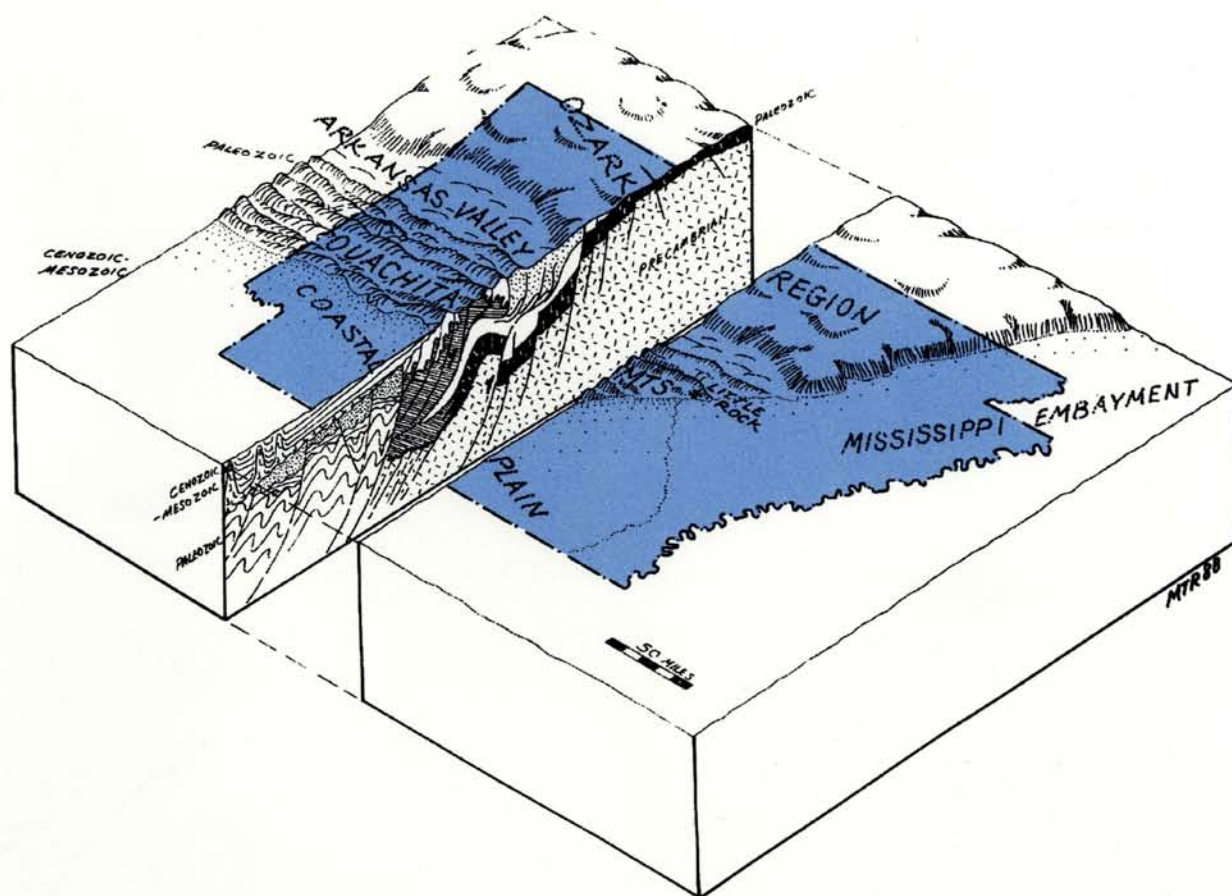 PALEOZOIC
OZARK
ARKANSAS VALLEY
PALEOZOIC
PRECAMBRIAN
CENOZOIC-
MESOZOIC
OUACHITA
COASTAL
REGION
MTS
LITTLE
ROCK
MISSISSIPPI EMBAYMENT
PLAIN
CENOZOIC
-MESOZOIC
PALEOZOIC
50 MILES
MTR88